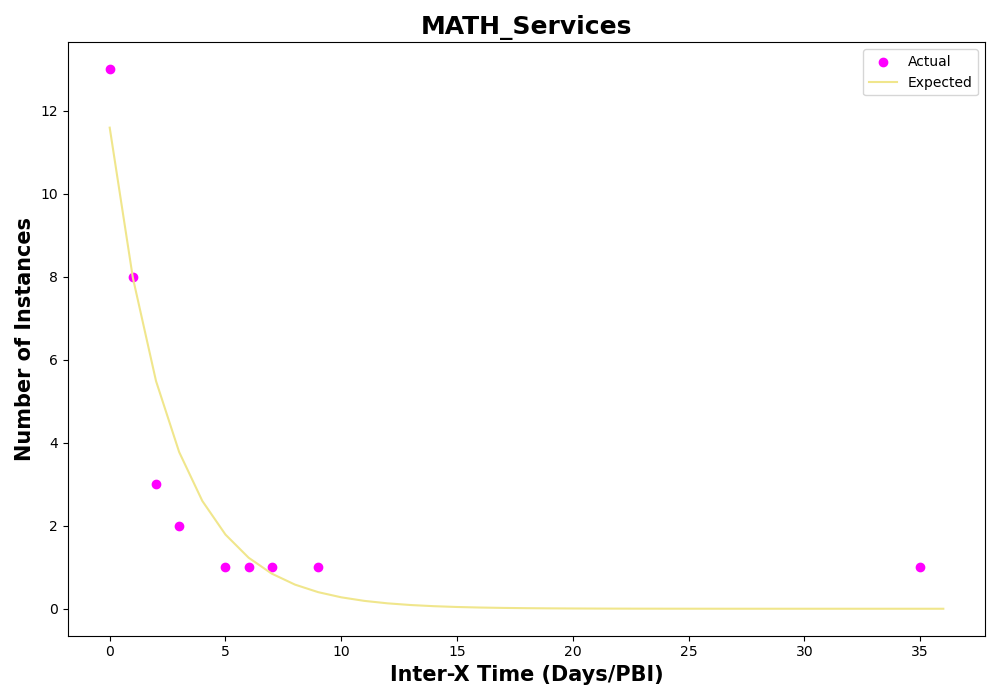 MATH_Services
Actual
Expected
Number of Instances
12
10
8
6
4
2
0
0 5 10 15 20 25 30 35
Inter-X Time (Days/PBI)